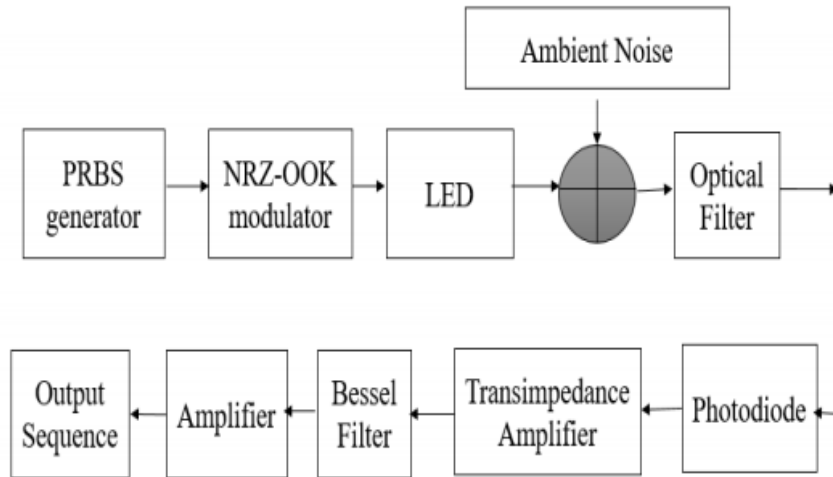 Ambient Noise
PRBS
generator
NRZ-OOK
modulator
LED
Optical
Filter
Output
Sequence
Amplifier
Bessel
Filter
Transimpedance
Amplifier
Photodiode